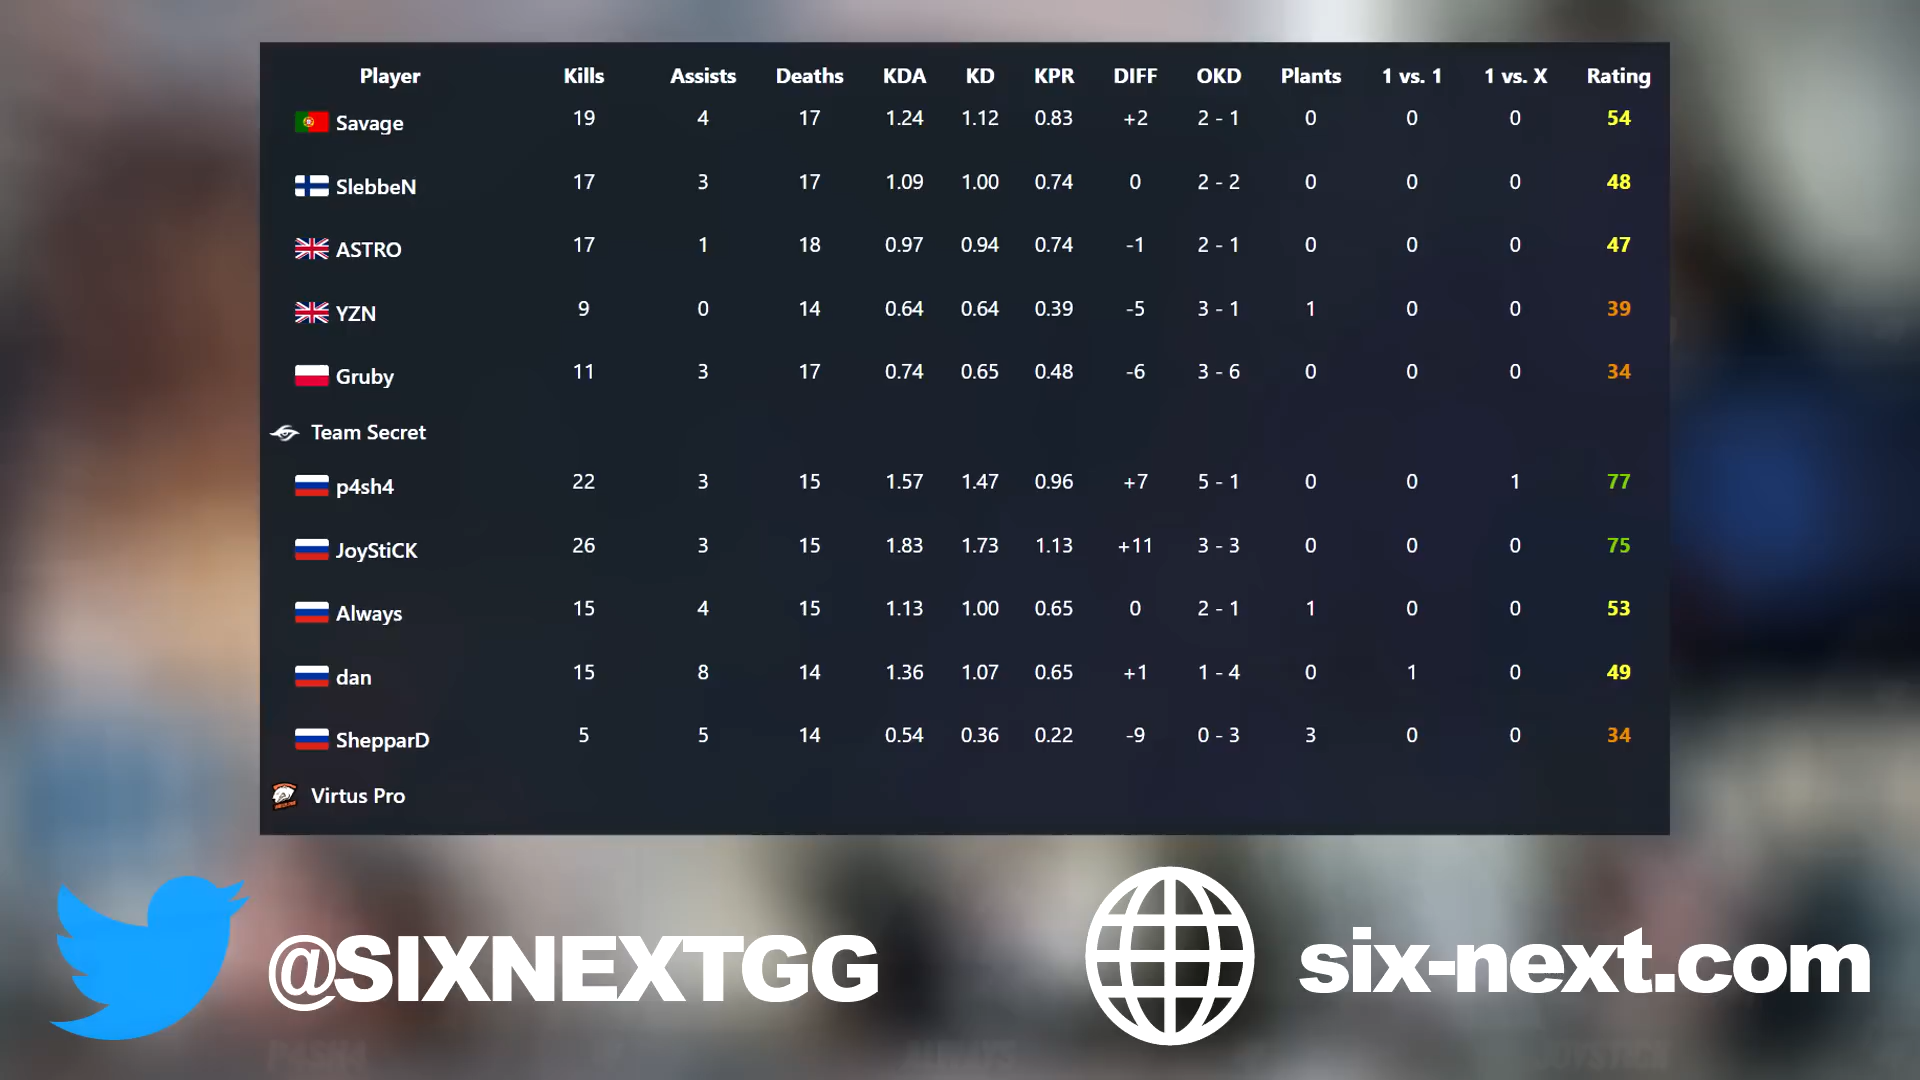 Player Kills Assists Deaths KDA KD KPR DIFF OKD Plants 1 vs. 1 1 vs. X Rating
Savage 19 4 17 1.24 1.12 0.83 +2 2 - 1 0 0 0 54
SlebbeN 17 3 17 1.09 1.00 0.74 0 2 - 2 0 0 0 48
ASTRO 17 1 18 0.97 0.94 0.74 -1 2 - 1 0 0 0 47
YZN 9 0 14 0.64 0.64 0.39 -5 3 - 1 1 0 0 39
Gruby 11 3 17 0.74 0.65 0.48 -6 3 - 6 0 0 0 34
Team Secret
p4sh4 22 3 15 1.57 1.47 0.96 +7 5 - 1 0 0 1 77
JoyStiCK 26 3 15 1.83 1.73 1.13 +11 3 - 3 0 0 0 75
Always 15 4 15 1.13 1.00 0.65 0 2 - 1 1 0 0 53
dan 15 8 14 1.36 1.07 0.65 +1 1 - 4 0 1 0 49
ShepparD 5 5 14 0.54 0.36 0.22 -9 0 - 3 3 0 0 34
Virtus Pro
@SIXNEXTGG
six-next.com
P4SH4 ALWAYS JOYSTICK